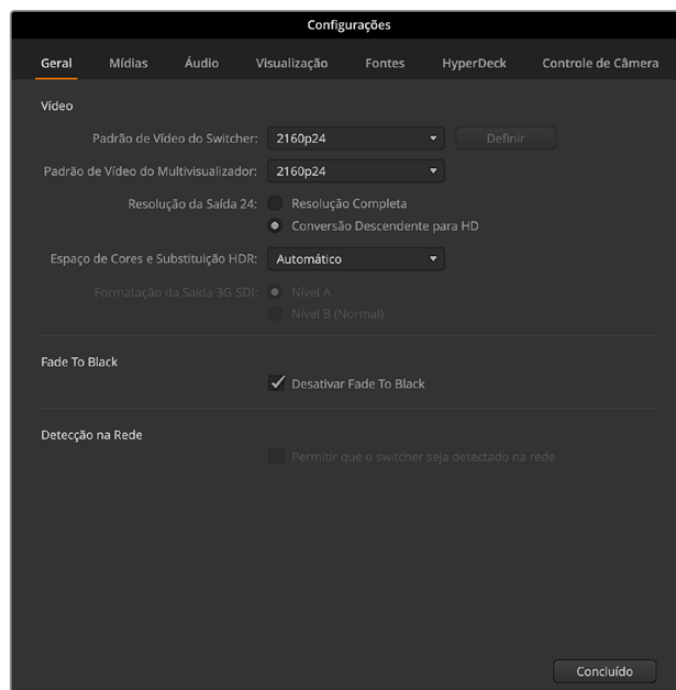 Configurações
Geral Mídias Áudio Visualização Fontes HyperDeck Controle de Câmera
Vídeo
Padrão de Vídeo do Switcher: 2160p24 Definir
Padrão de Vídeo do Multivisualizador: 2160p24
Resolução da Saída 24: Resolução Completa
Conversão Descendente para HD
Espaço de Cores e Substituição HDR: Automático
Formatação da Saída 3G-SDI: Nível A
Nível B (Normal)
Fade To Black
Desativar Fade To Black
Detecção na Rede
Permitir que o switcher seja detectado na rede
Concluído